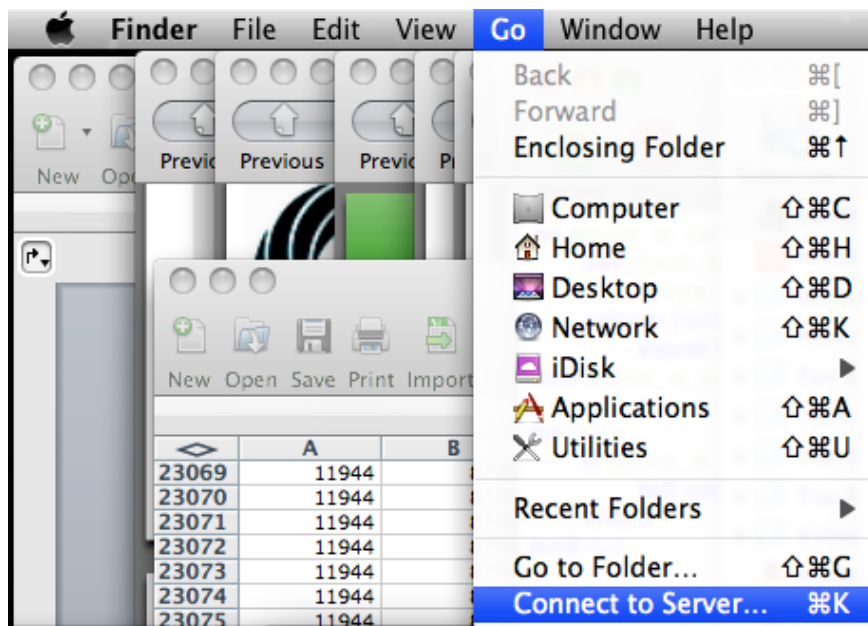 Finder File Edit View Go Window Help
Back ⌘[
Forward ⌘]
Enclosing Folder ⌘↑
Computer ⇧⌘C
Home ⇧⌘H
Desktop ⇧⌘D
Network ⇧⌘K
iDisk
Applications ⇧⌘A
Utilities ⇧⌘U
Recent Folders
Go to Folder... ⇧⌘G
Connect to Server... ⌘K
New
Previous
New Open Save Print Import
A B
23069 11944
23070 11944
23071 11944
23072 11944
23073 11944
23074 11944
23075 11944